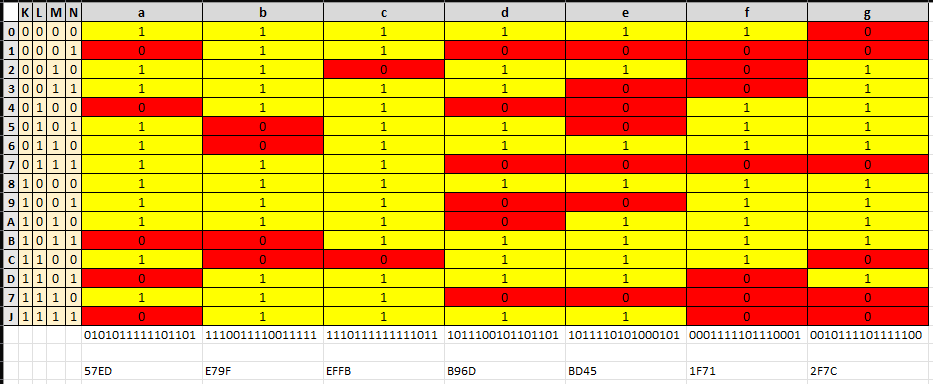 K L M N a b c d e f g
0 0 0 0 0 1 1 1 1 1 1 0
1 0 0 0 1 0 1 1 0 0 0 0
2 0 0 1 0 1 1 0 1 1 0 1
3 0 0 1 1 1 1 1 1 0 0 1
4 0 1 0 0 0 1 1 0 0 1 1
5 0 1 0 1 1 0 1 1 0 1 1
6 0 1 1 0 1 0 1 1 1 1 1
7 0 1 1 1 1 1 1 0 0 0 0
8 1 0 0 0 1 1 1 1 1 1 1
9 1 0 0 1 1 1 1 0 0 1 1
A 1 0 1 0 1 1 1 0 1 1 1
B 1 0 1 1 0 0 1 1 1 1 1
C 1 1 0 0 1 0 0 1 1 1 0
D 1 1 0 1 0 1 1 1 1 0 1
7 1 1 1 0 1 1 1 0 0 0 0
J 1 1 1 1 0 1 1 1 1 0 0
0101011111101101 1110011110011111 1110111111111011 1011100101101101 1011110101000101 0001111101110001 0010111101111100
57ED E79F EFFB B96D BD45 1F71 2F7C